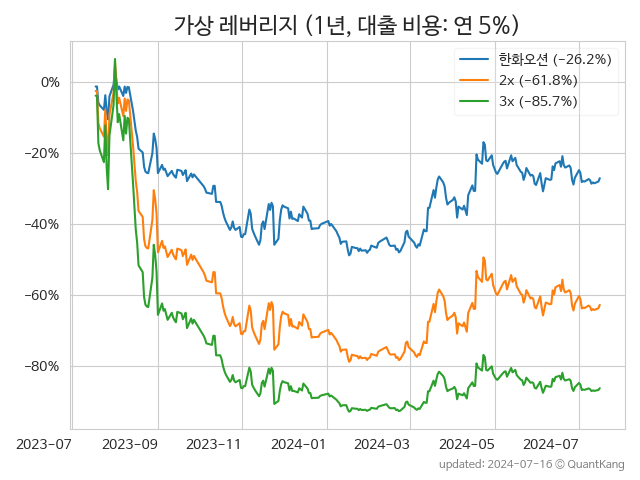 가상 레버리지 (1년, 대출 비용: 연 5%)
한화오션 (−26.2%)
2x (−61.8%)
3x (−85.7%)
0%
−20%
−40%
−60%
−80%
2023−07 2023−09 2023−11 2024−01 2024−03 2024−05 2024−07
updated: 2024−07−16 © QuantKang